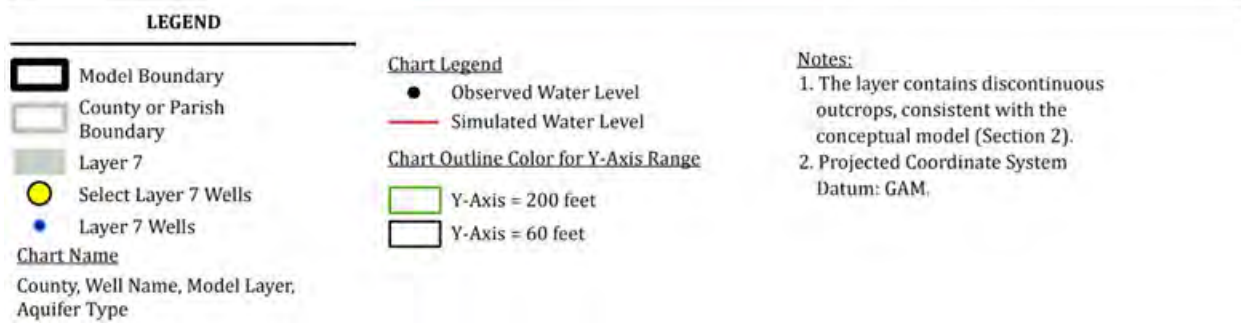 LEGEND
Model Boundary
County or Parish
Boundary
Layer 7
Select Layer 7 Wells
Layer 7 Wells
Chart Name
County, Well Name, Model Layer,
Aquifer Type
Chart Legend
Observed Water Level
Simulated Water Level
Chart Outline Color for Y-Axis Range
Y-Axis = 200 feet
Y-Axis = 60 feet
Notes:
1. The layer contains discontinuous
outcrops, consistent with the
conceptual model (Section 2).
2. Projected Coordinate System
Datum: GAM.